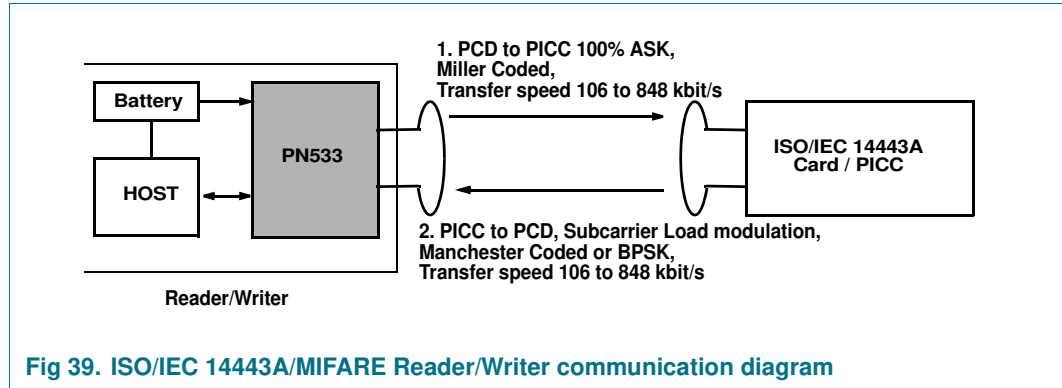 1. PCD to PICC 100% ASK,
Miller Coded,
Transfer speed 106 to 848 kbit/s
Battery
PN533
HOST
ISO/IEC 14443A
Card / PICC
2. PICC to PCD, Subcarrier Load modulation,
Manchester Coded or BPSK,
Transfer speed 106 to 848 kbit/s
Reader/Writer
Fig 39. ISO/IEC 14443A/MIFARE Reader/Writer communication diagram